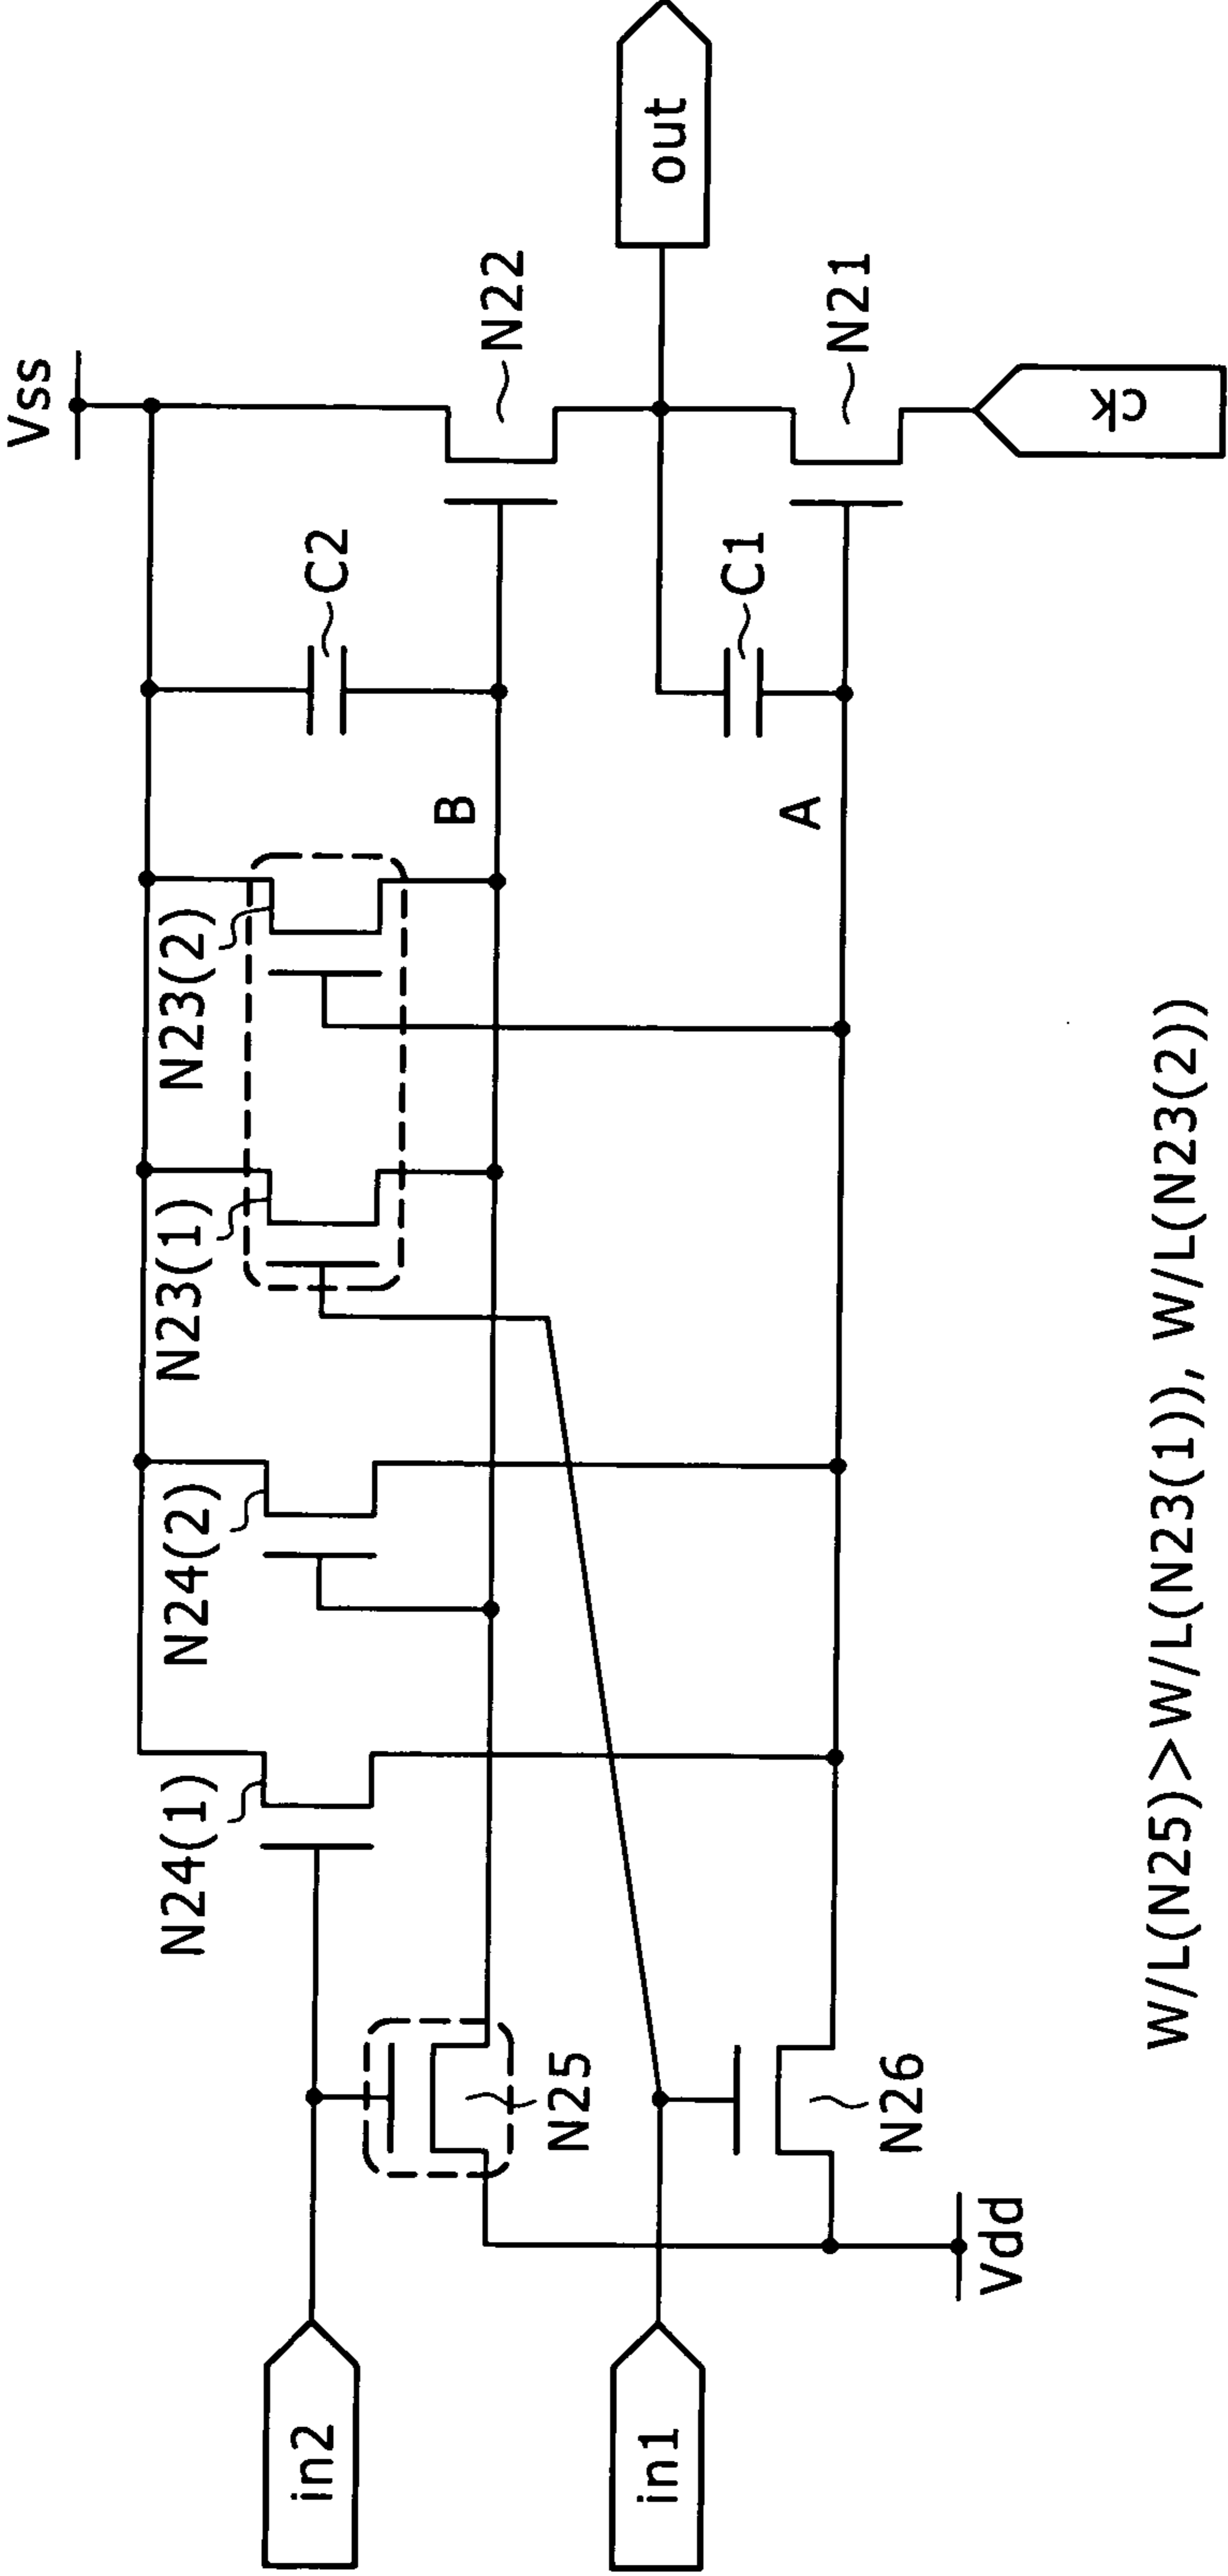 Vss
in2
N24(1)
N24(2)
N23(1)
N23(2)
C2
N22
B
N25
out
in1
C1
N21
A
N26
ck
Vdd
W/L(N25)>W/L(N23(1)), W/L(N23(2))